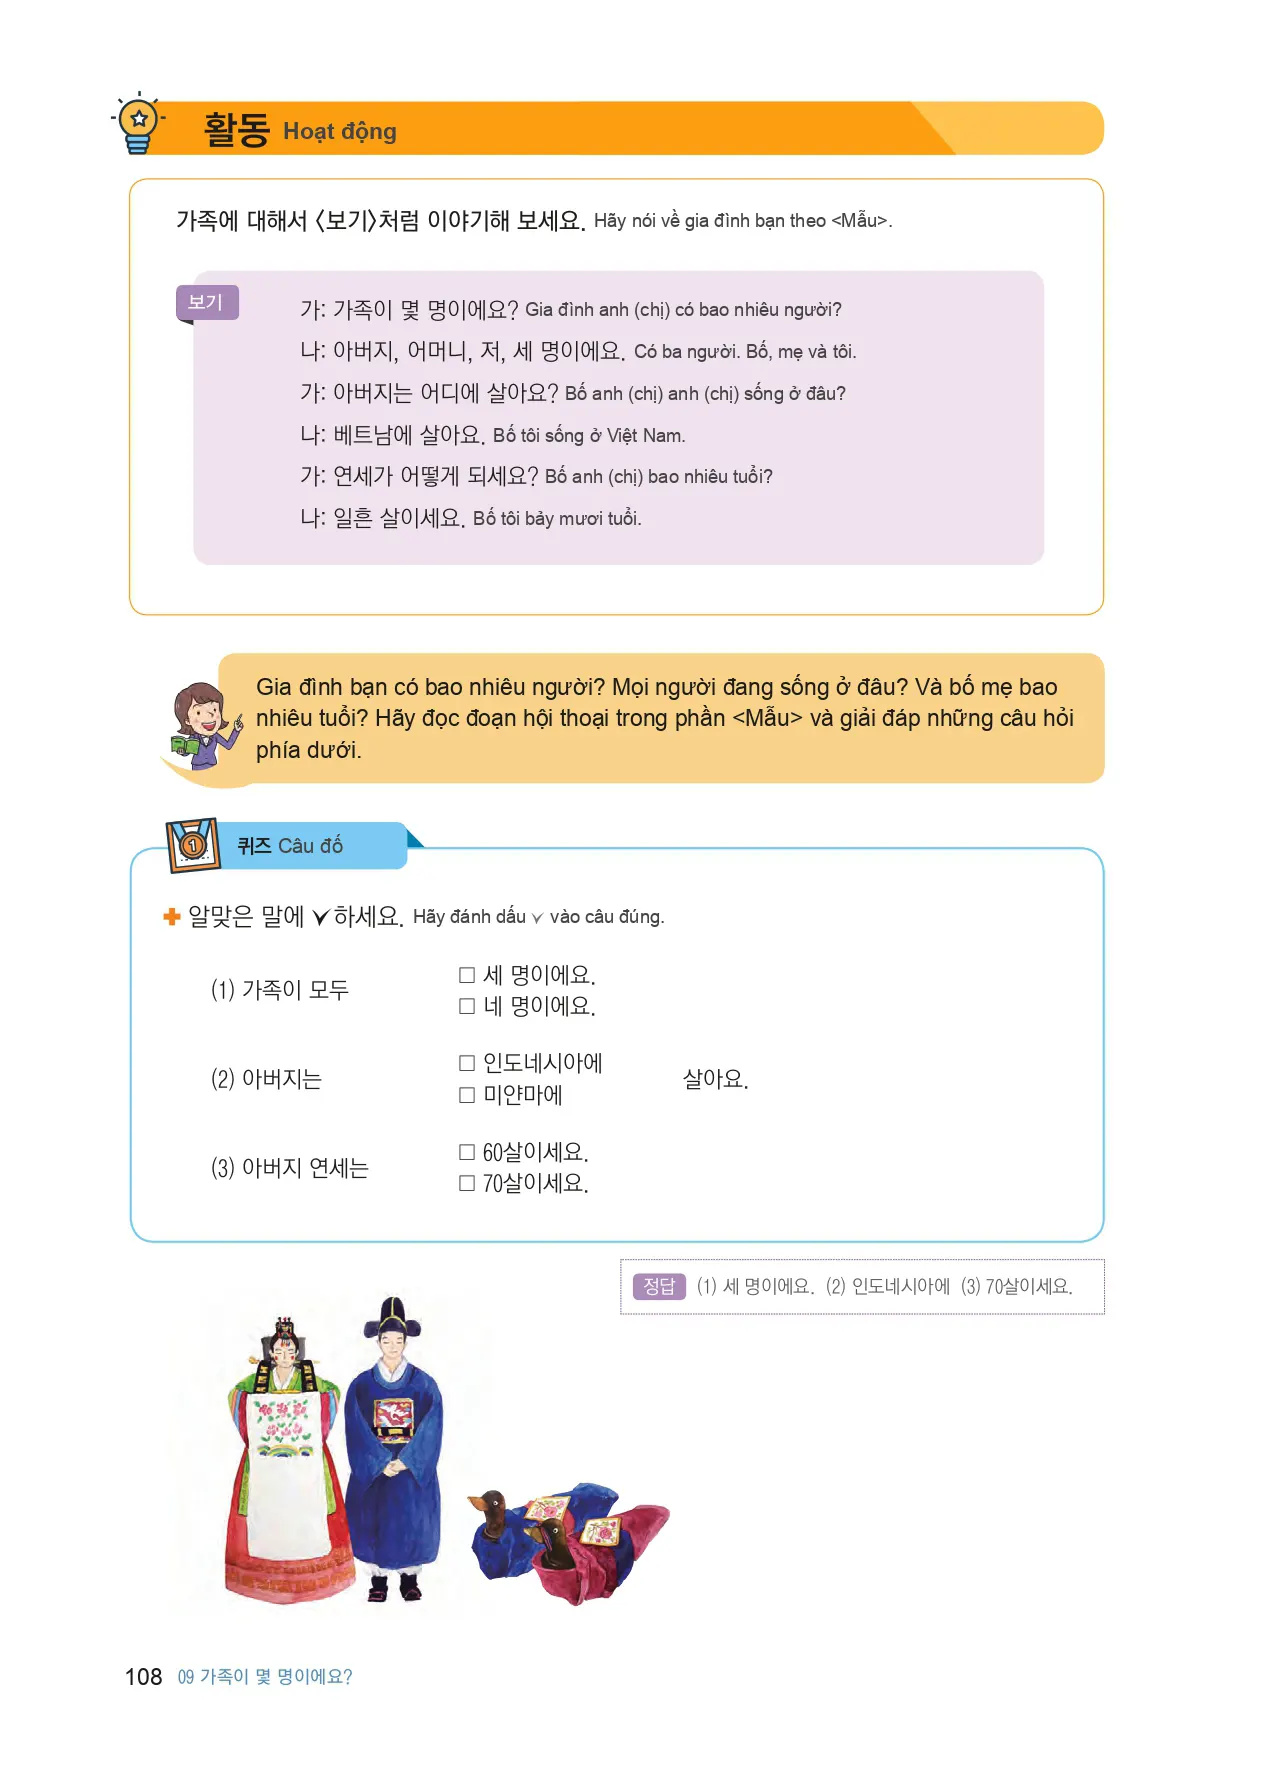 활동 Hoạt động
가족에 대해서 〈보기〉처럼 이야기해 보세요. Hãy nói về gia đình bạn theo <Mẫu>.
보기
가: 가족이 몇 명이에요? Gia đình anh (chị) có bao nhiêu người?
나: 아버지, 어머니, 저, 세 명이에요. Có ba người. Bố, mẹ và tôi.
가: 아버지는 어디에 살아요? Bố anh (chị) anh (chị) sống ở đâu?
나: 베트남에 살아요. Bố tôi sống ở Việt Nam.
가: 연세가 어떻게 되세요? Bố anh (chị) bao nhiêu tuổi?
나: 일흔 살이세요. Bố tôi bảy mươi tuổi.
Gia đình bạn có bao nhiêu người? Mọi người đang sống ở đâu? Và bố mẹ bao
nhiêu tuổi? Hãy đọc đoạn hội thoại trong phần <Mẫu> và giải đáp những câu hỏi
phía dưới.
1
퀴즈 Câu đố
알맞은 말에 ✓하세요. Hãy đánh dấu ✓ vào câu đúng.
(1) 가족이 모두
□ 세 명이에요.
□ 네 명이에요.
(2) 아버지는
□ 인도네시아에
□ 미얀마에
살아요.
(3) 아버지 연세는
□ 60살이세요.
□ 70살이세요.
정답 (1) 세 명이에요. (2) 인도네시아에 (3) 70살이세요.
108 09 가족이 몇 명이에요?